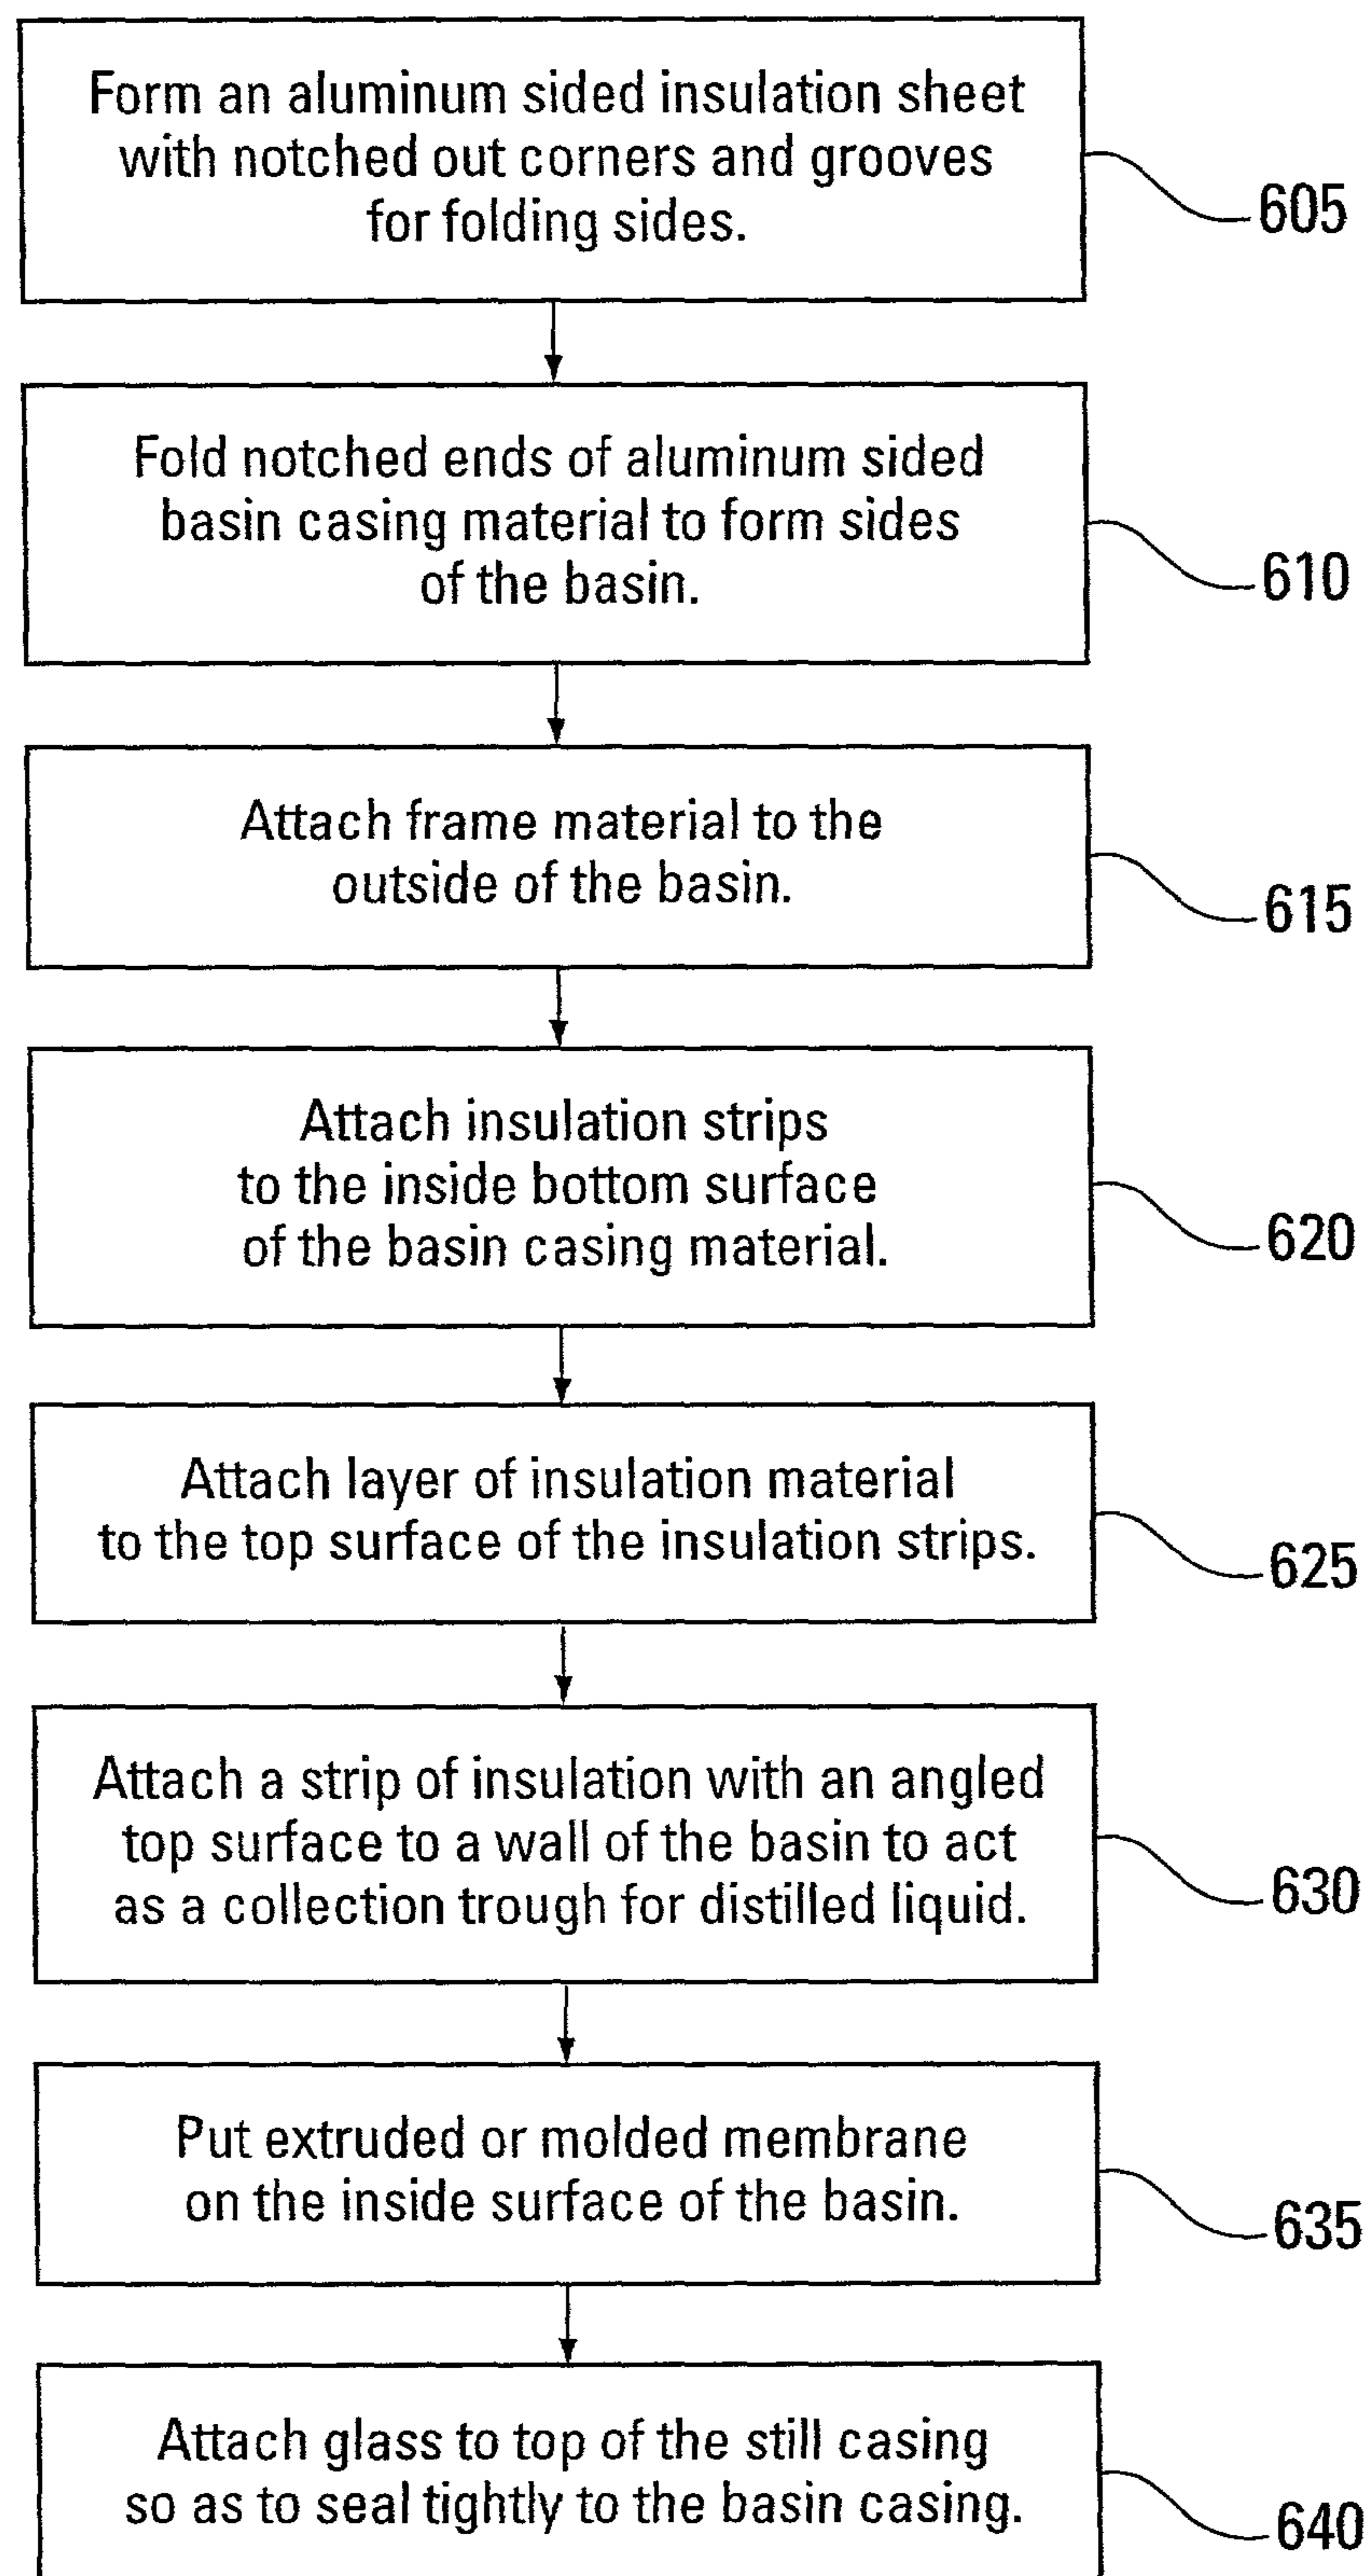 Form an aluminum sided insulation sheet
with notched out corners and grooves
for folding sides.
605
Fold notched ends of aluminum sided
basin casing material to form sides
of the basin.
610
Attach frame material to the
outside of the basin.
615
Attach insulation strips
to the inside bottom surface
of the basin casing material.
620
Attach layer of insulation material
to the top surface of the insulation strips.
625
Attach a strip of insulation with an angled
top surface to a wall of the basin to act
as a collection trough for distilled liquid.
630
Put extruded or molded membrane
on the inside surface of the basin.
635
Attach glass to top of the still casing
so as to seal tightly to the basin casing.
640